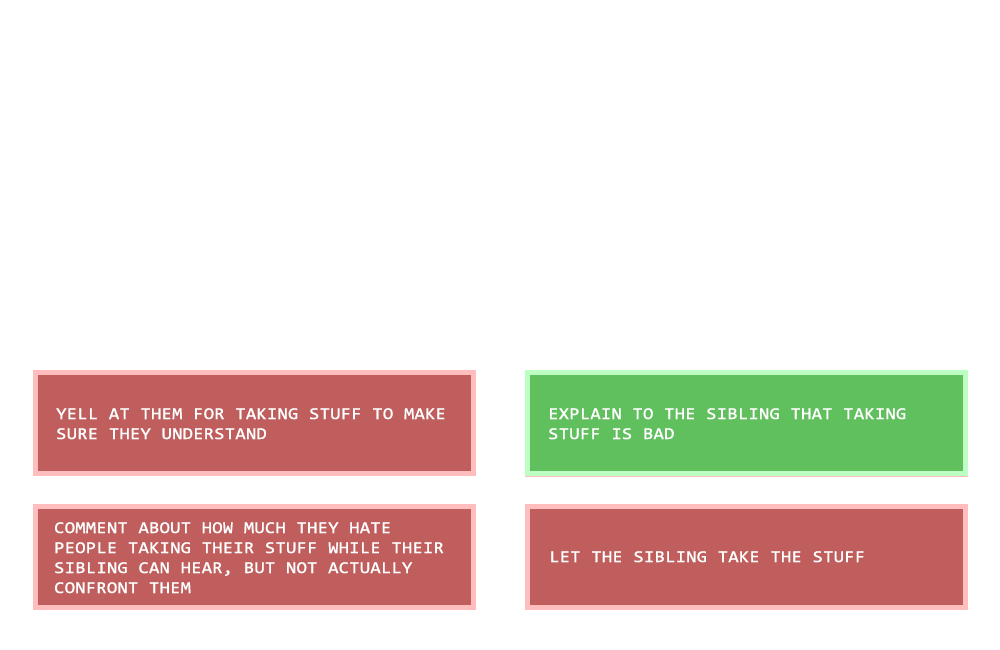 YELL AT THEM FOR TAKING STUFF TO MAKE
SURE THEY UNDERSTAND
EXPLAIN TO THE SIBLING THAT TAKING
STUFF IS BAD
COMMENT ABOUT HOW MUCH THEY HATE
PEOPLE TAKING THEIR STUFF WHILE THEIR
SIBLING CAN HEAR, BUT NOT ACTUALLY
CONFRONT THEM
LET THE SIBLING TAKE THE STUFF